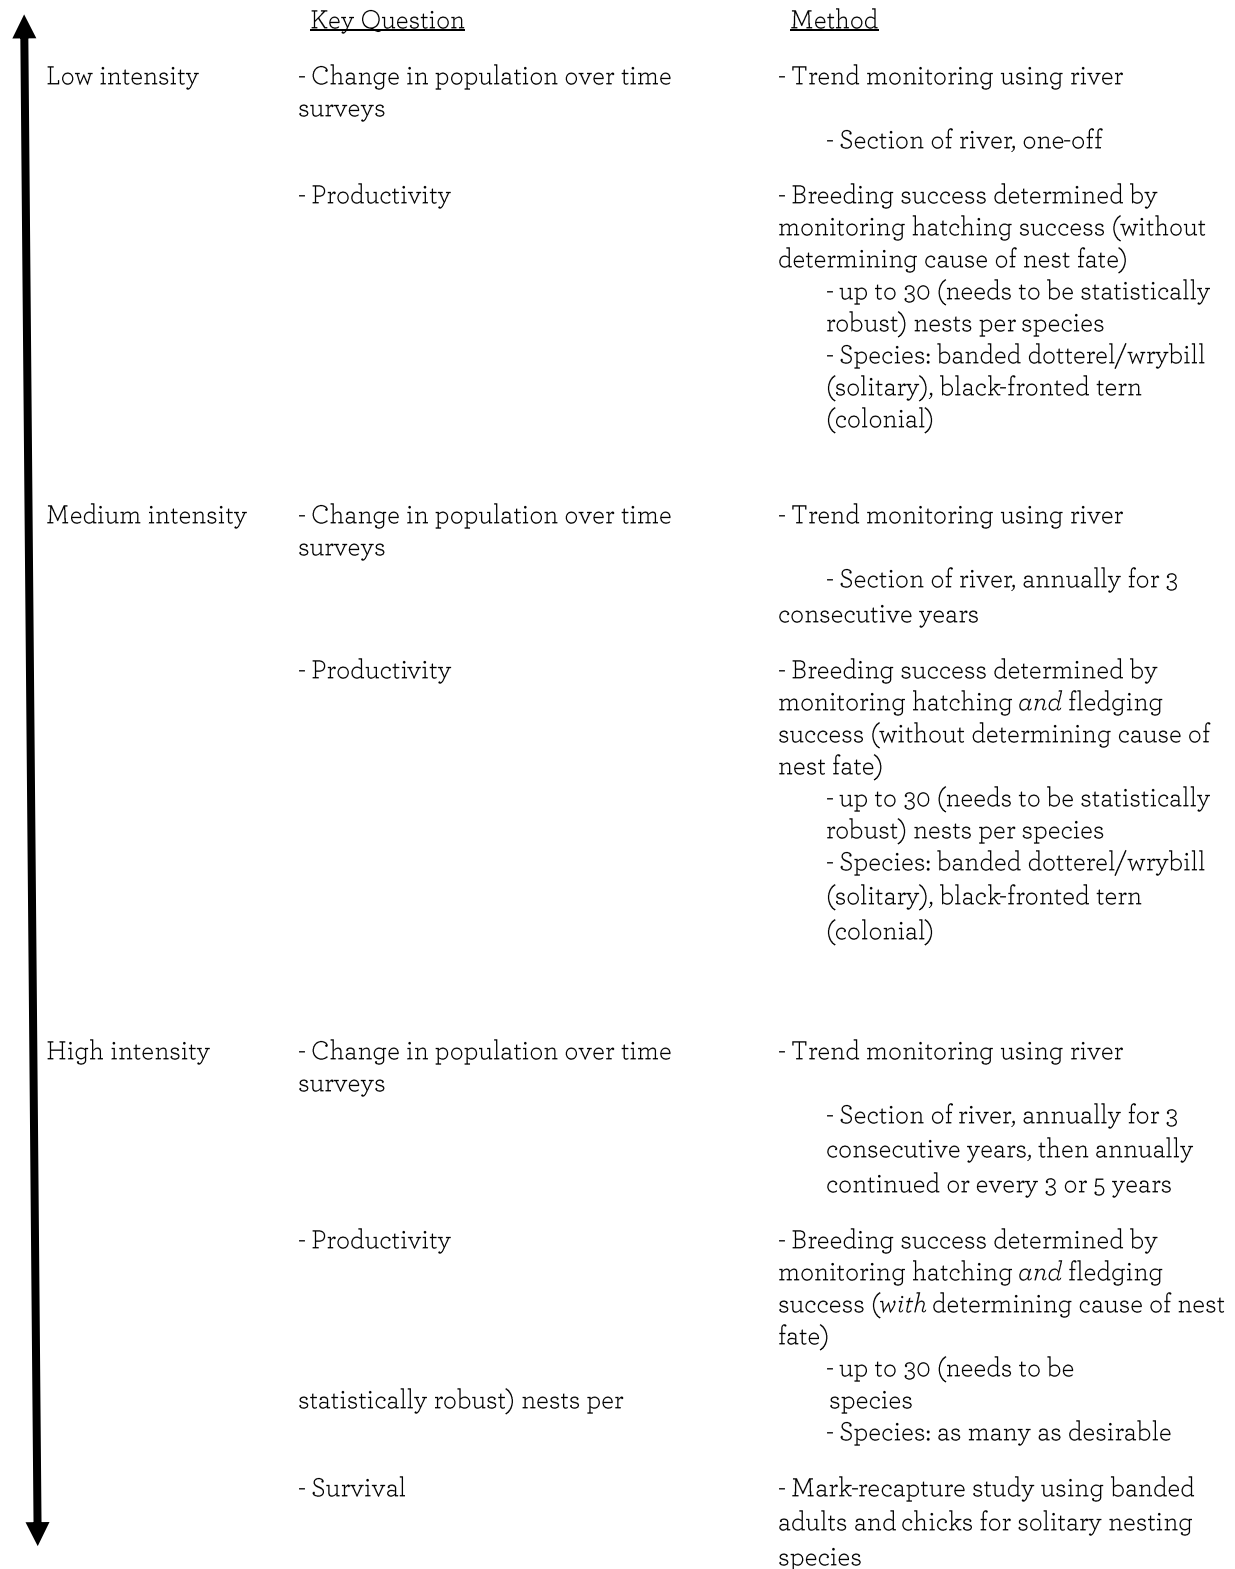 Key Question Method
Low intensity - Change in population over time - Trend monitoring using river
surveys
- Section of river, one-off
- Productivity - Breeding success determined by
monitoring hatching success (without
determining cause of nest fate)
- up to 30 (needs to be statistically
robust) nests per species
- Species: banded dotterel/wrybill
(solitary), black-fronted tern
(colonial)
Medium intensity - Change in population over time - Trend monitoring using river
surveys
- Section of river, annually for 3
consecutive years
- Productivity - Breeding success determined by
monitoring hatching and fledging
success (without determining cause of
nest fate)
- up to 30 (needs to be statistically
robust) nests per species
- Species: banded dotterel/wrybill
(solitary), black-fronted tern
(colonial)
High intensity - Change in population over time - Trend monitoring using river
surveys
- Section of river, annually for 3
consecutive years, then annually
continued or every 3 or 5 years
- Productivity - Breeding success determined by
monitoring hatching and fledging
success (with determining cause of nest
fate)
- up to 30 (needs to be
statistically robust) nests per species
- Species: as many as desirable
- Survival - Mark-recapture study using banded
adults and chicks for solitary nesting
species